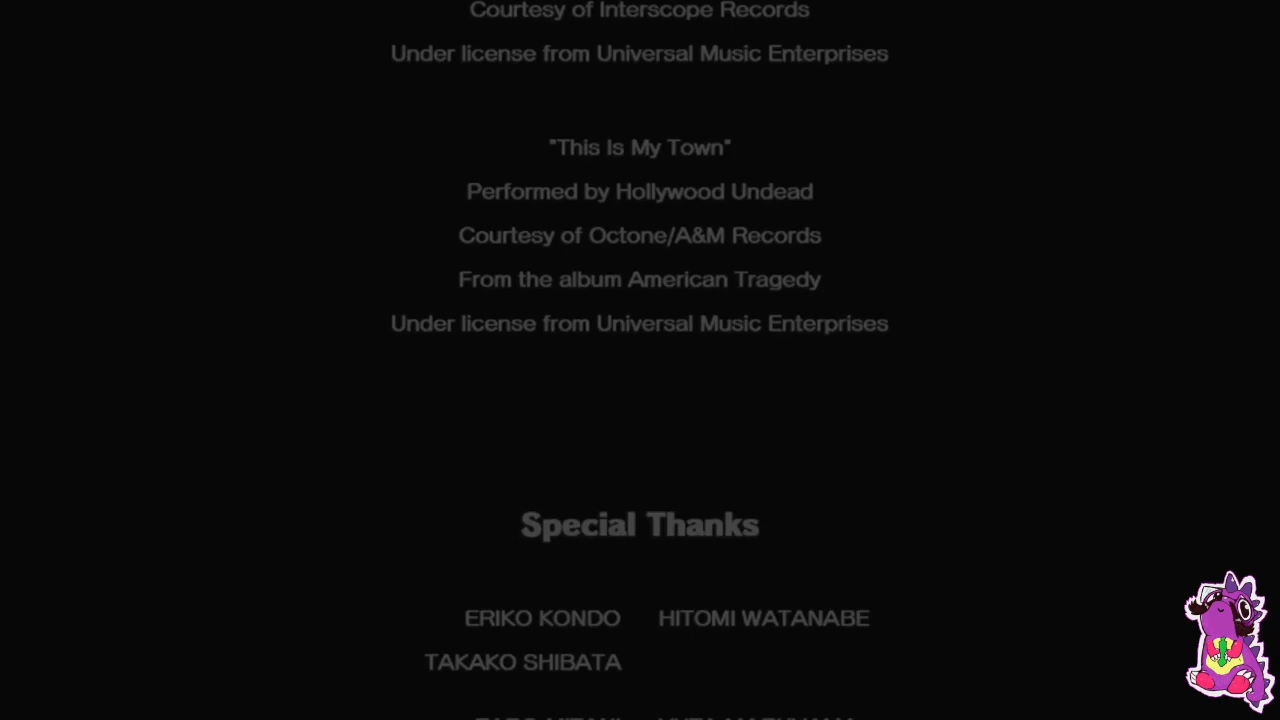 Courtesy of Interscope Records
Under license from Universal Music Enterprises
"This Is My Town"
Performed by Hollywood Undead
Courtesy of Octone/A&M Records
From the album American Tragedy
Under license from Universal Music Enterprises
Special Thanks
ERIKO KONDO HITOMI WATANABE
TAKAKO SHIBATA